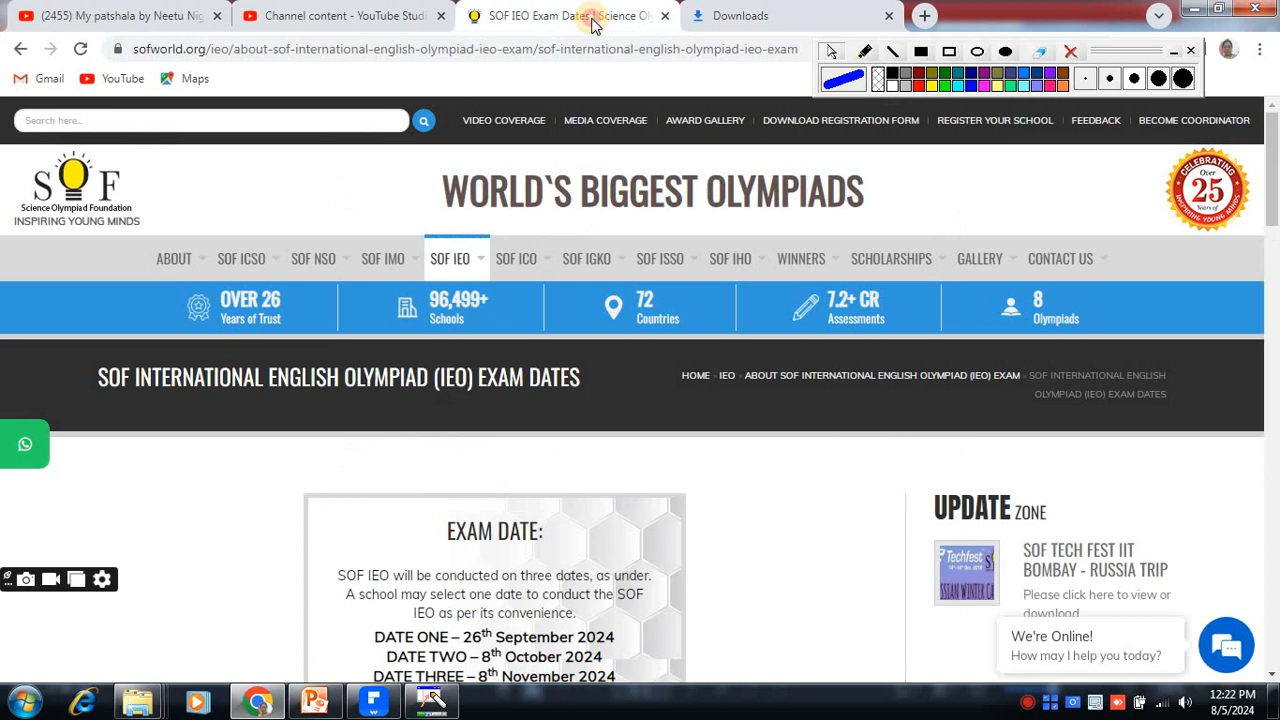 (2455) My patshala by Neetu Nig
Channel content - YouTube Studi
SOF IEO Exam Dates | Science Ol
Downloads
sofworld.org/ieo/about-sof-international-english-olympiad-ieo-exam/sof-international-english-olympiad-ieo-exam
Gmail YouTube Maps
Search here...
VIDEO COVERAGE MEDIA COVERAGE AWARD GALLERY DOWNLOAD REGISTRATION FORM REGISTER YOUR SCHOOL FEEDBACK BECOME COORDINATOR
SOF
Science Olympiad Foundation
INSPIRING YOUNG MINDS
WORLD`S BIGGEST OLYMPIADS
CELEBRATING
Over
25
Years of
INSPIRING YOUNG MINDS
ABOUT SOF ICSO SOF NSO SOF IMO SOF IEO SOF ICO SOF IGKO SOF ISSO SOF IHO WINNERS SCHOLARSHIPS GALLERY CONTACT US
OVER 26
Years of Trust
96,499+
Schools
72
Countries
7.2+ CR
Assessments
8
Olympiads
SOF INTERNATIONAL ENGLISH OLYMPIAD (IEO) EXAM DATES
HOME » IEO » ABOUT SOF INTERNATIONAL ENGLISH OLYMPIAD (IEO) EXAM » SOF INTERNATIONAL ENGLISH
OLYMPIAD (IEO) EXAM DATES
EXAM DATE:
SOF IEO will be conducted on three dates, as under.
A school may select one date to conduct the SOF
IEO as per its convenience.
DATE ONE – 26th September 2024
DATE TWO – 8th October 2024
DATE THREE – 8th November 2024
UPDATE ZONE
Techfest
SSIAN WINTER CA
SOF TECH FEST IIT
BOMBAY - RUSSIA TRIP
Please click here to view or
download
We're Online!
How may I help you today?
12:22 PM
8/5/2024